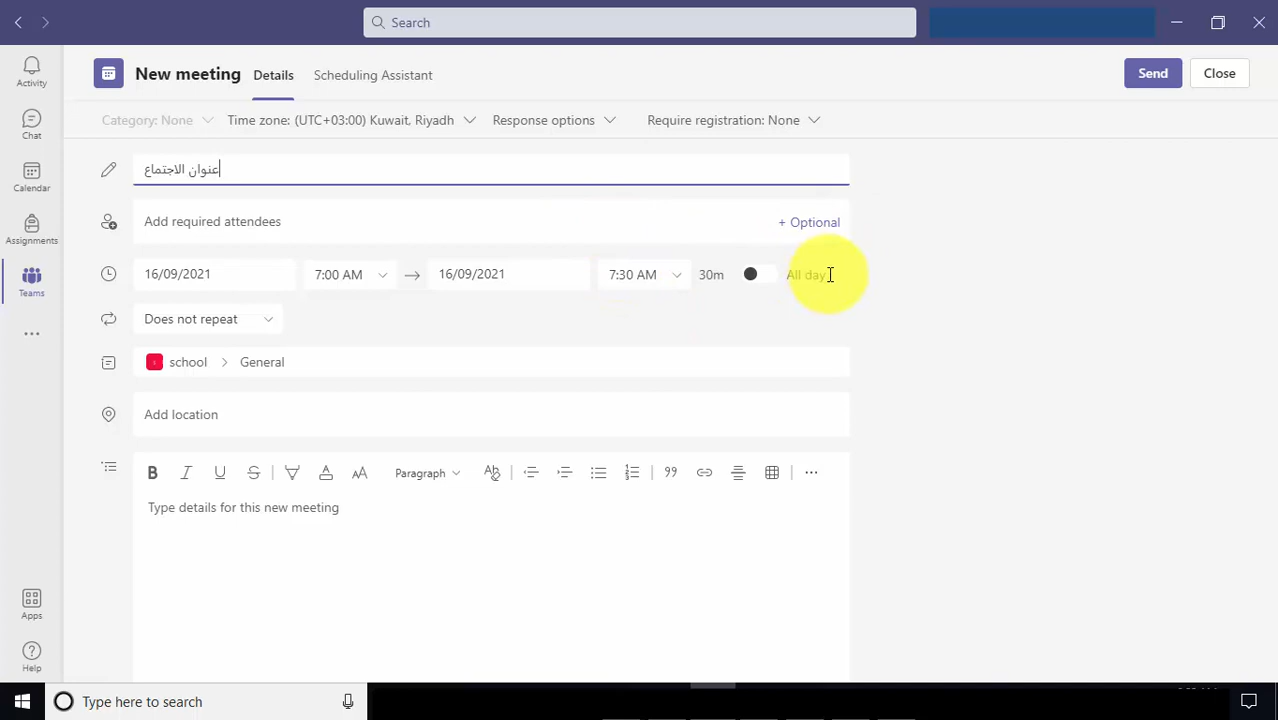 Search
Activity
Chat
Calendar
Assignments
Teams
Apps
Help
New meeting Details Scheduling Assistant Send Close
Category: None Time zone: (UTC+03:00) Kuwait, Riyadh Response options Require registration: None
عنوان الاجتماع
Add required attendees + Optional
16/09/2021 7:00 AM → 16/09/2021 7:30 AM 30m All day
Does not repeat
school > General
Add location
B I U S A AA Paragraph
Type details for this new meeting
Type here to search